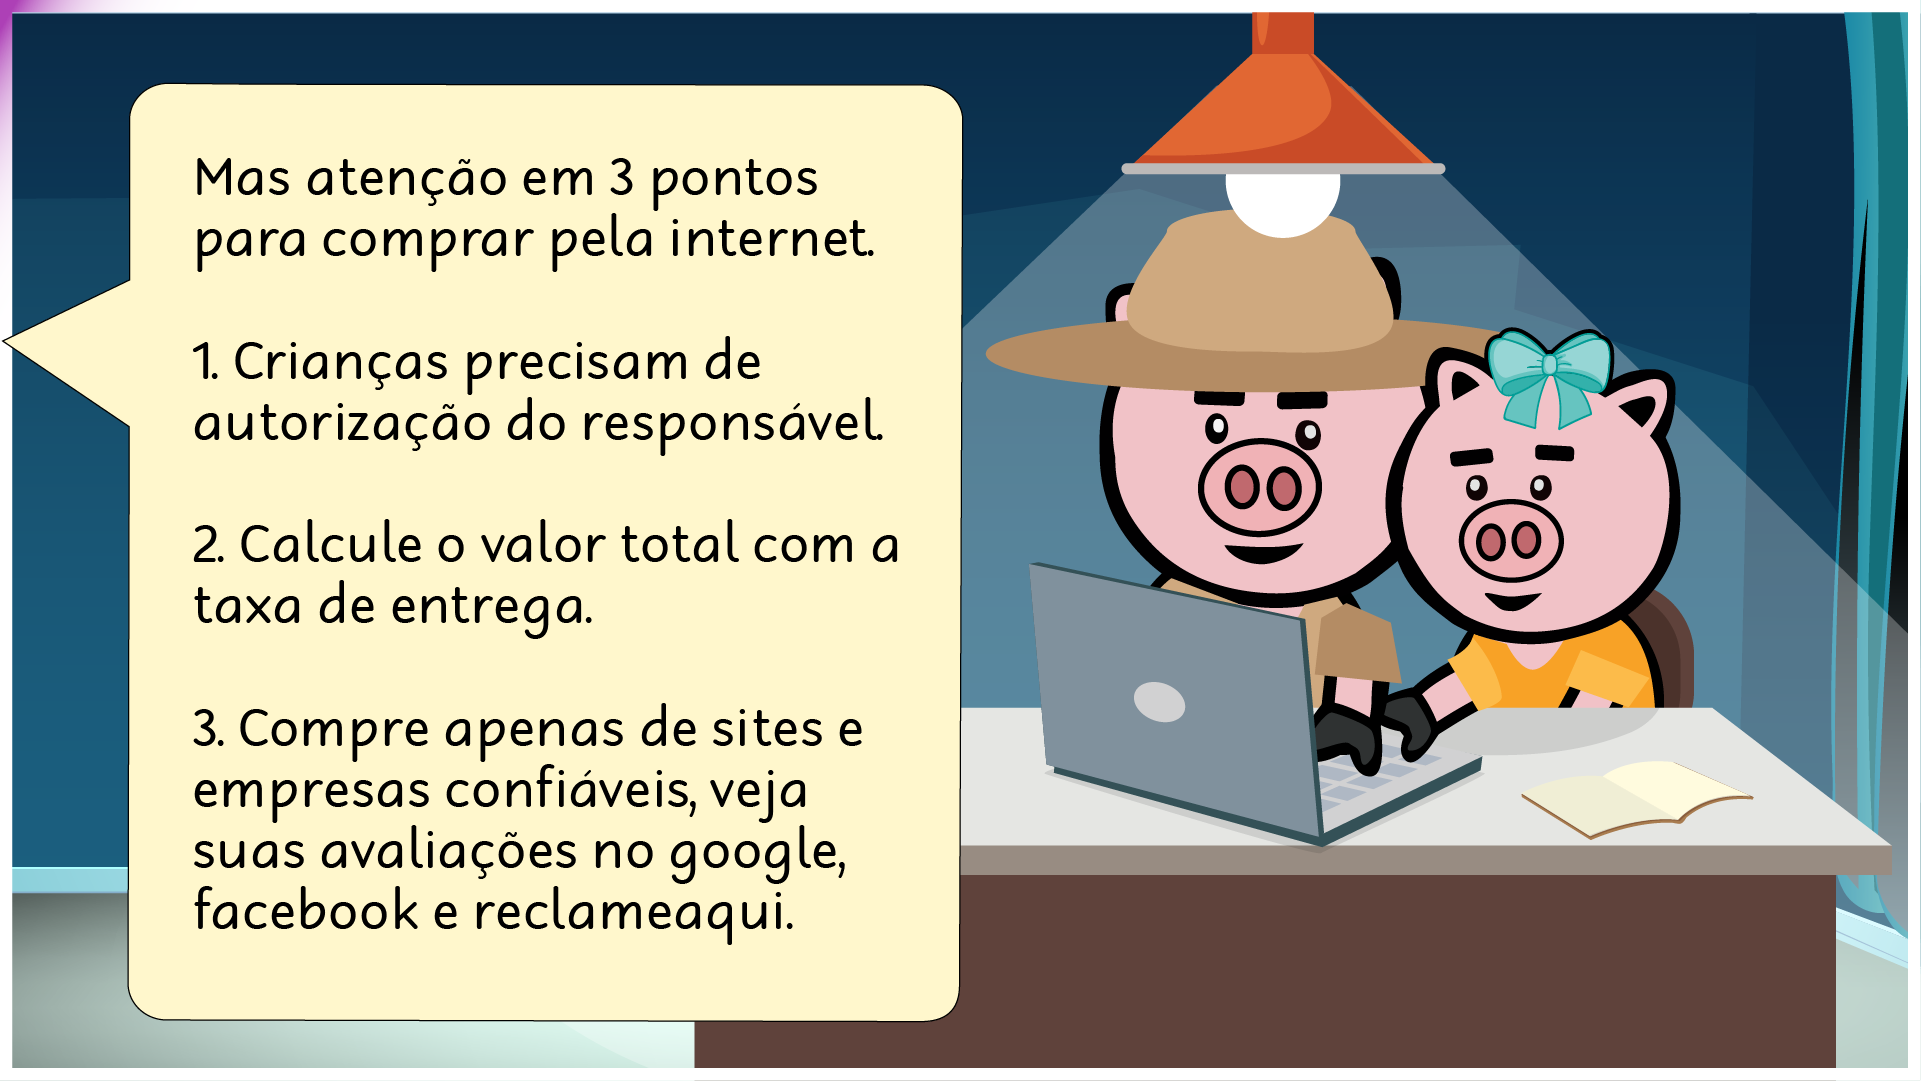 Mas atenção em 3 pontos
para comprar pela internet.
1. Crianças precisam de
autorização do responsável.
2. Calcule o valor total com a
taxa de entrega.
3. Compre apenas de sites e
empresas confiáveis, veja
suas avaliações no google,
facebook e reclameaqui.